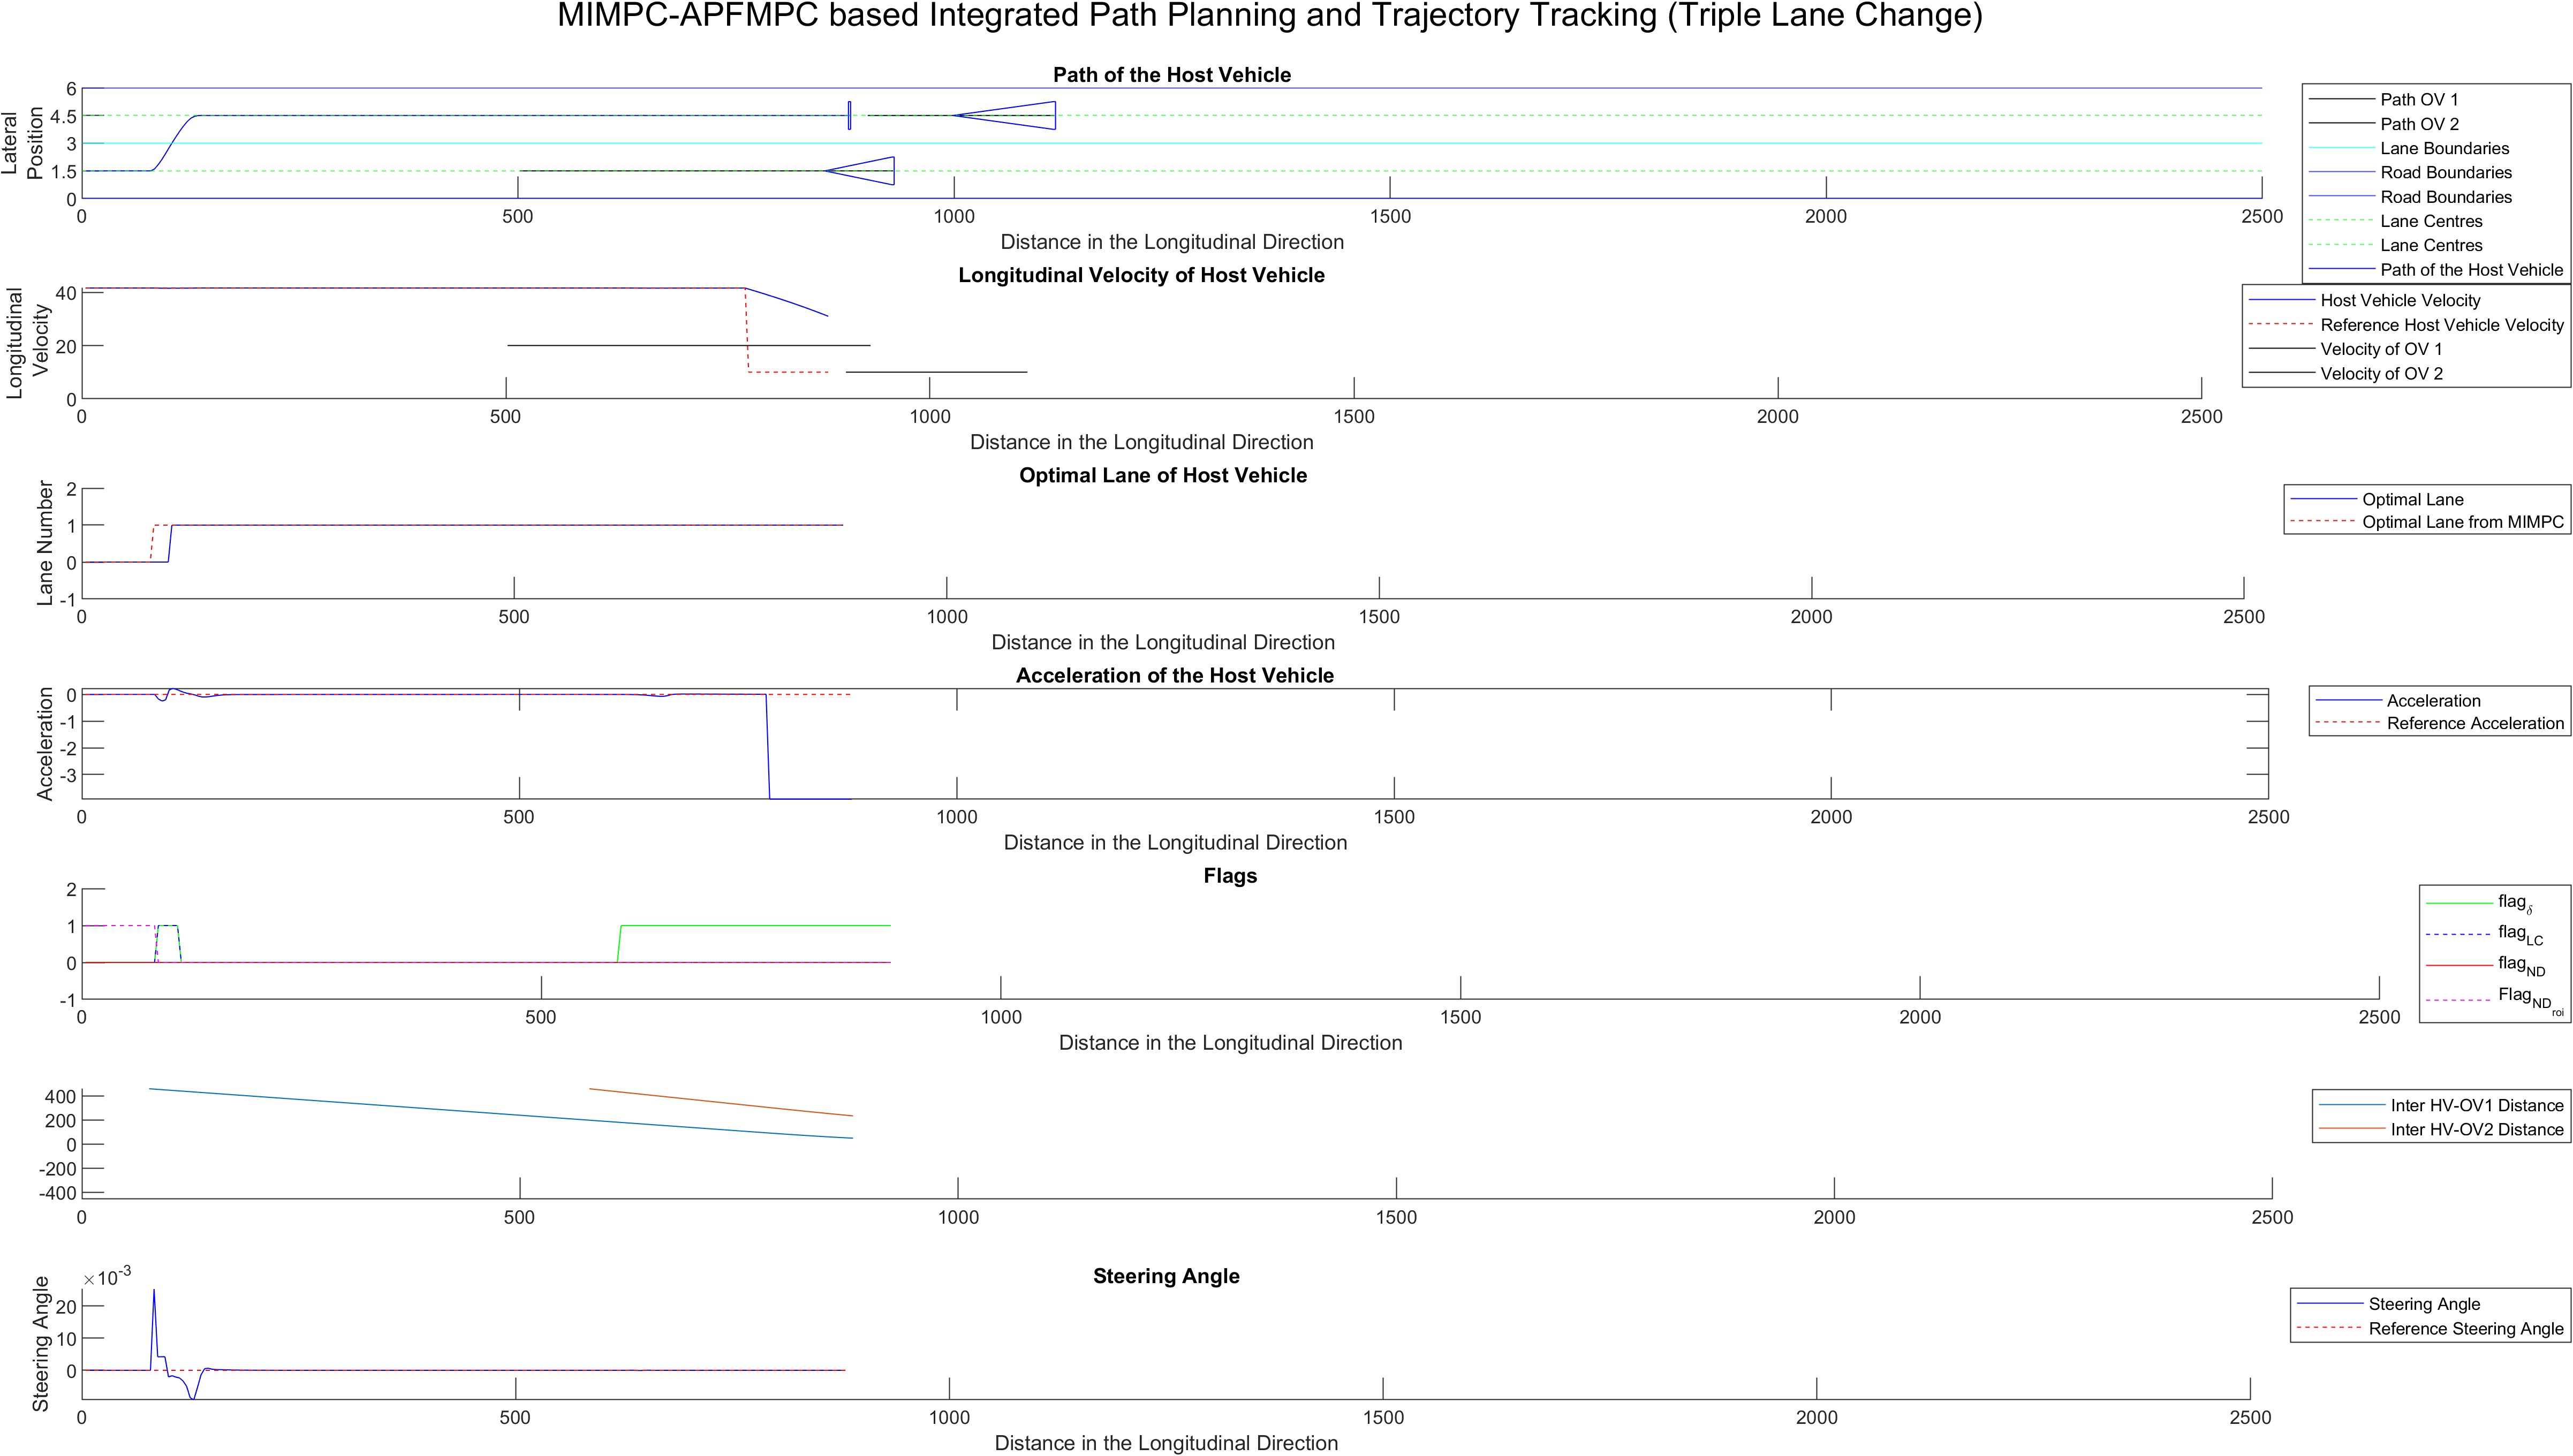 MIMPC-APFMPC based Integrated Path Planning and Trajectory Tracking (Triple Lane Change)
Path of the Host Vehicle
Lateral
Position
6
4.5
3
1.5
0
0 500 1000 1500 2000 2500
Distance in the Longitudinal Direction
Path OV 1
Path OV 2
Lane Boundaries
Road Boundaries
Road Boundaries
Lane Centres
Lane Centres
Path of the Host Vehicle
Longitudinal Velocity of Host Vehicle
Longitudinal
Velocity
40
20
0
0 500 1000 1500 2000 2500
Distance in the Longitudinal Direction
Host Vehicle Velocity
Reference Host Vehicle Velocity
Velocity of OV 1
Velocity of OV 2
Optimal Lane of Host Vehicle
Lane Number
2
1
0
-1
0 500 1000 1500 2000 2500
Distance in the Longitudinal Direction
Optimal Lane
Optimal Lane from MIMPC
Acceleration of the Host Vehicle
Acceleration
0
-1
-2
-3
0 500 1000 1500 2000 2500
Distance in the Longitudinal Direction
Acceleration
Reference Acceleration
Flags
2
1
0
-1
0 500 1000 1500 2000 2500
Distance in the Longitudinal Direction
flag_δ
flag_LC
flag_ND
Flag_ND_roi
400
200
0
-200
-400
0 500 1000 1500 2000 2500
Inter HV-OV1 Distance
Inter HV-OV2 Distance
Steering Angle
Steering Angle
×10^-3
20
10
0
0 500 1000 1500 2000 2500
Distance in the Longitudinal Direction
Steering Angle
Reference Steering Angle